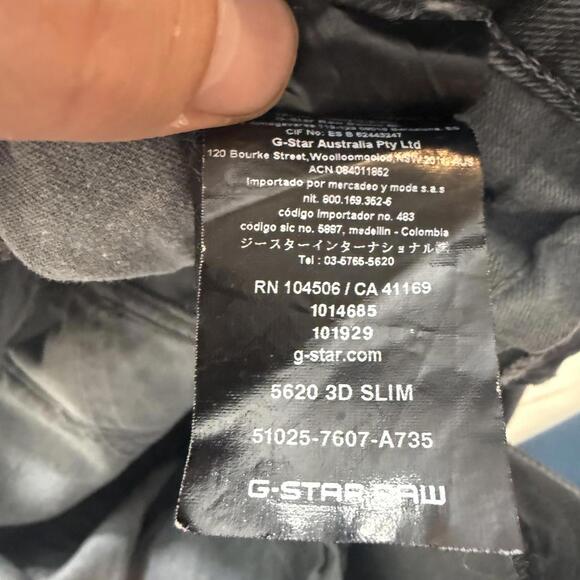 CIF No: ES B 62443247
G-Star Australia Pty Ltd
120 Bourke Street, Woolloomooloo, NSW 2011, AUS
ACN 084011852
Importado por mercadeo y moda s.a.s
nit. 800.169.352-6
código importador no. 483
código sic no. 5897, medellin - Colombia
ジースターインターナショナル㈱
Tel : 03-5765-5620
RN 104506 / CA 41169
1014685
101929
g-star.com
5620 3D SLIM
51025-7607-A735
G-STAR RAW